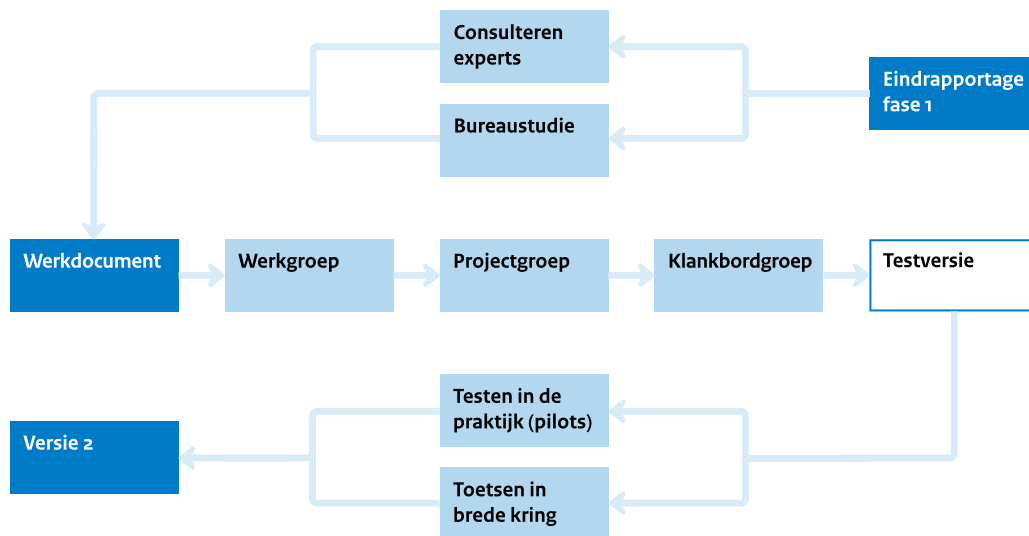 Consulteren
experts
Eindrapportage
fase 1
Bureaustudie
Werkdocument
Werkgroep
Projectgroep
Klankbordgroep
Testversie
Testen in de
praktijk (pilots)
Versie 2
Toetsen in
brede kring